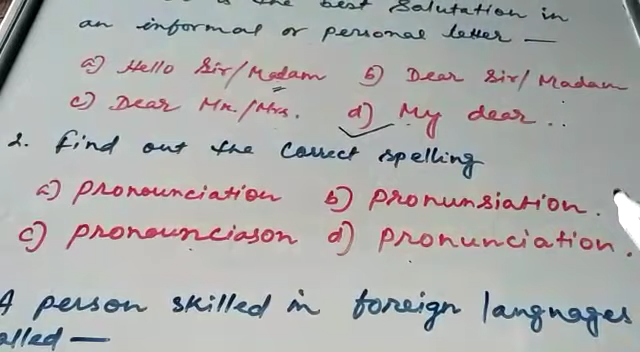 the best Salutation in
an informal or personal letter —
a) Hello Sir/Madam b) Dear Sir/Madam
c) Dear Mr./Mrs. d) My dear ..
2. Find out the Correct spelling
a) pronounciation b) pronunsiation.
c) pronounciason d) pronunciation.
A person skilled in foreign languages
alled —